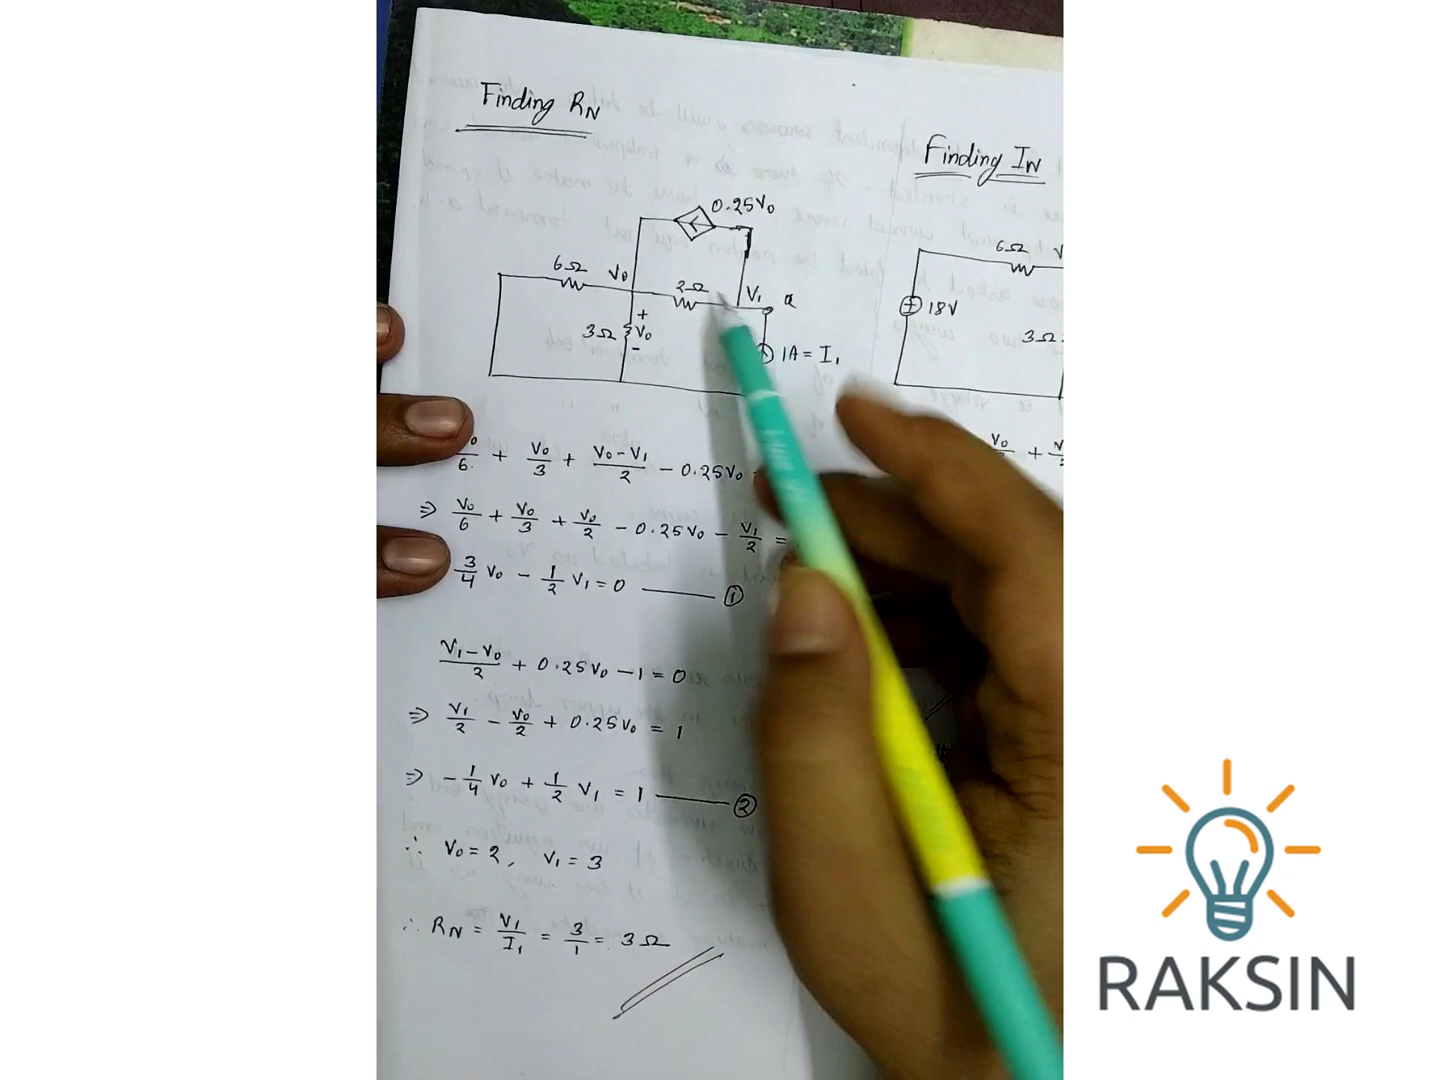 Finding RN
Finding IN
0.25V₀
6Ω
V₀
2Ω
V₁
a
+
3Ω
V₀
-
1A = I₁
6Ω
18V
3Ω
/6 + V₀/3 + (V₀-V₁)/2 - 0.25V₀
V₀/ +
⇒ V₀/6 + V₀/3 + V₀/2 - 0.25V₀ - V₁/2 =
3/4 V₀ - 1/2 V₁ = 0 ——— ①
(V₁-V₀)/2 + 0.25V₀ - 1 = 0
⇒ V₁/2 - V₀/2 + 0.25V₀ = 1
⇒ -1/4 V₀ + 1/2 V₁ = 1 ——— ②
∴ V₀ = 2, V₁ = 3
∴ RN = V₁/I₁ = 3/1 = 3Ω
RAKSIN